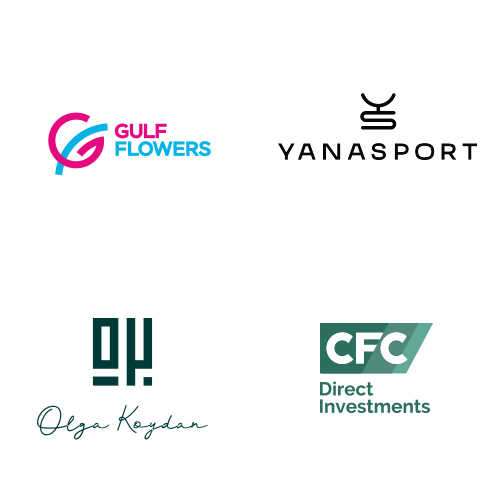 GULF
FLOWERS
YANASPORT
Olga Koydan
CFC
Direct
Investments